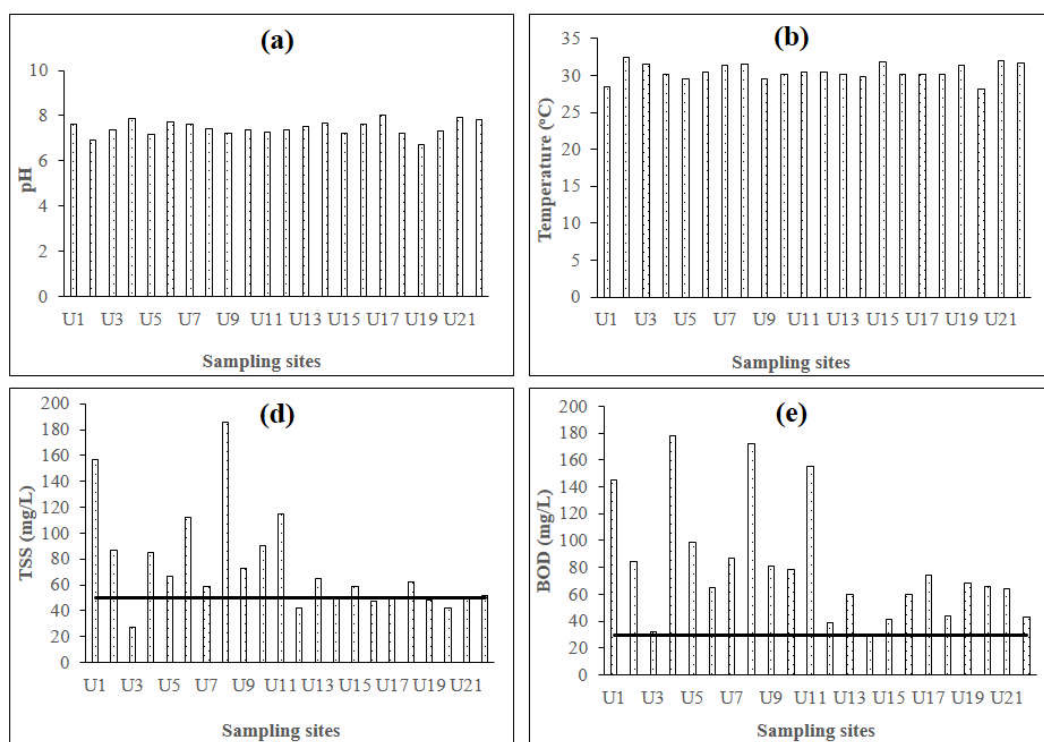 (a)
10
8
6
4
2
0
pH
U1 U3 U5 U7 U9 U11 U13 U15 U17 U19 U21
Sampling sites
(b)
35
30
25
20
15
10
5
0
Temperature (°C)
U1 U3 U5 U7 U9 U11 U13 U15 U17 U19 U21
Sampling sites
(d)
200
180
160
140
120
100
80
60
40
20
0
TSS (mg/L)
U1 U3 U5 U7 U9 U11 U13 U15 U17 U19 U21
Sampling sites
(e)
200
180
160
140
120
100
80
60
40
20
0
BOD (mg/L)
U1 U3 U5 U7 U9 U11 U13 U15 U17 U19 U21
Sampling sites